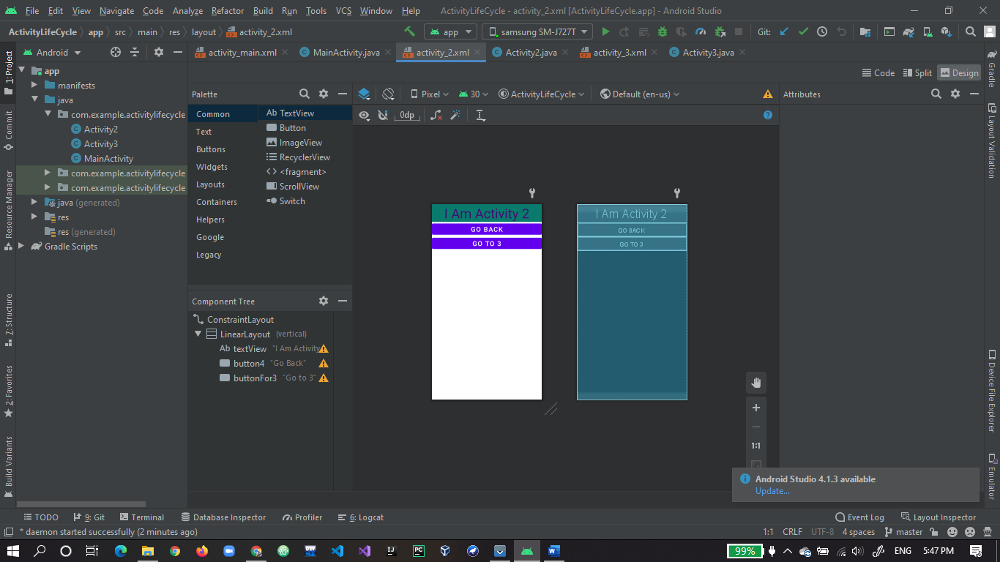 File Edit View Navigate Code Analyze Refactor Build Run Tools VCS Window Help ActivityLifeCycle - activity_2.xml [ActivityLifeCycle.app] - Android Studio
ActivityLifeCycle app src main res layout activity_2.xml app samsung SM-J727T Git:
1: Project
Commit
Resource Manager
Z: Structure
2: Favorites
Build Variants
Android
activity_main.xml MainActivity.java activity_2.xml Activity2.java activity_3.xml Activity3.java
app
manifests
java
com.example.activitylifecycle
Activity2
Activity3
MainActivity
com.example.activitylifecycle
com.example.activitylifecycle
java (generated)
res
res (generated)
Gradle Scripts
Code Split Design
Palette
Common
Text
Buttons
Widgets
Layouts
Containers
Helpers
Google
Legacy
Ab TextView
Button
ImageView
RecyclerView
<fragment>
ScrollView
Switch
Pixel 30 ActivityLifeCycle Default (en-us)
0dp
Attributes
Component Tree
ConstraintLayout
LinearLayout (vertical)
Ab textView "I Am Activity
button4 "Go Back"
buttonFor3 "Go to 3"
I Am Activity 2
GO BACK
GO TO 3
I Am Activity 2
GO BACK
GO TO 3
1:1
Gradle
Layout Validation
Device File Explorer
Emulator
Android Studio 4.1.3 available
Update...
TODO 9: Git Terminal Database Inspector Profiler 6: Logcat Event Log Layout Inspector
* daemon started successfully (2 minutes ago) 1:1 CRLF UTF-8 4 spaces master
DEV
IJ
PC
W
99% ENG 5:47 PM